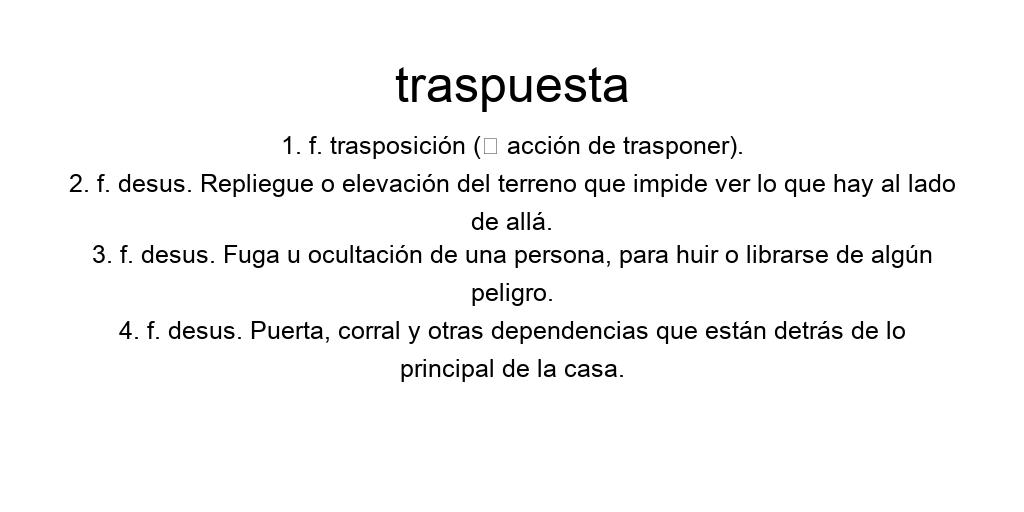 traspuesta
1. f. trasposición (▯ acción de trasponer).
2. f. desus. Repliegue o elevación del terreno que impide ver lo que hay al lado
de allá.
3. f. desus. Fuga u ocultación de una persona, para huir o librarse de algún
peligro.
4. f. desus. Puerta, corral y otras dependencias que están detrás de lo
principal de la casa.